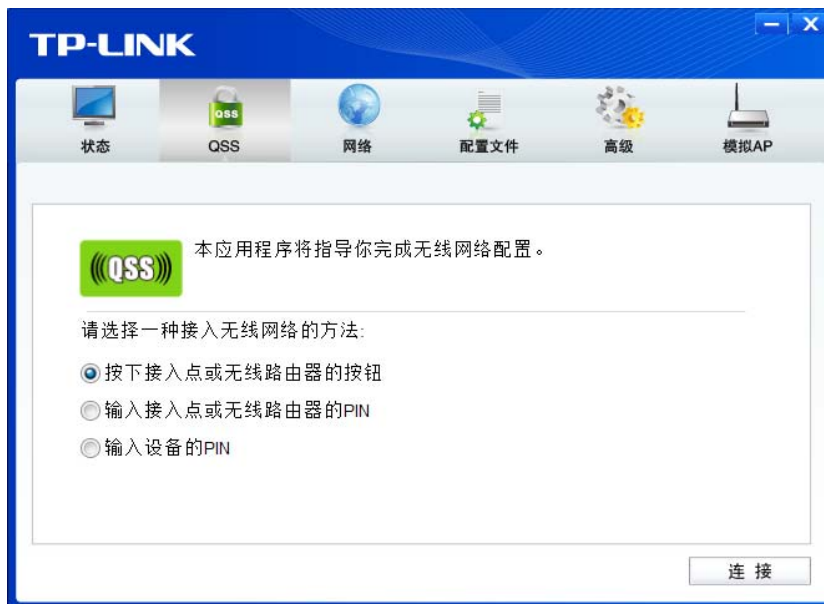 TP-LINK
QSS
状态
QSS
网络
配置文件
高级
模拟AP
QSS
本应用程序将指导你完成无线网络配置。
请选择一种接入无线网络的方法:
按下接入点或无线路由器的按钮
输入接入点或无线路由器的PIN
输入设备的PIN
连 接